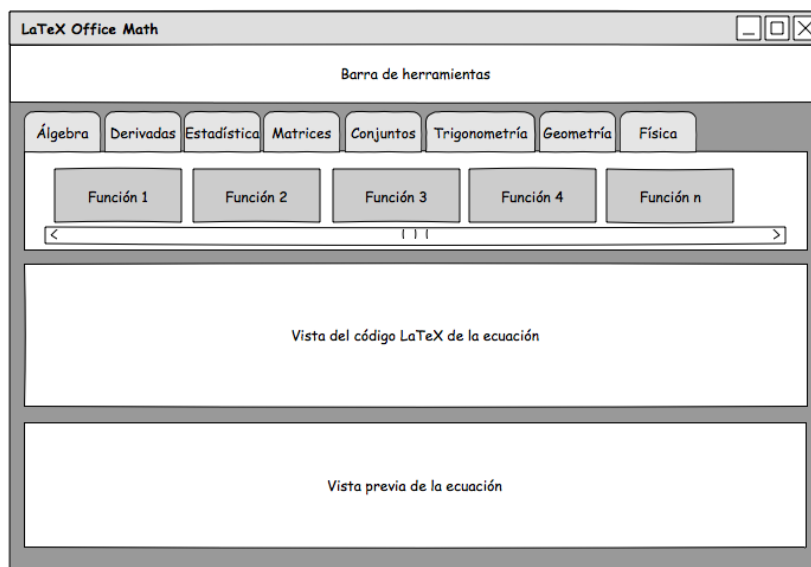 LaTeX Office Math
Barra de herramientas
Álgebra Derivadas Estadística Matrices Conjuntos Trigonometría Geometría Física
Función 1 Función 2 Función 3 Función 4 Función n
Vista del código LaTeX de la ecuación
Vista previa de la ecuación